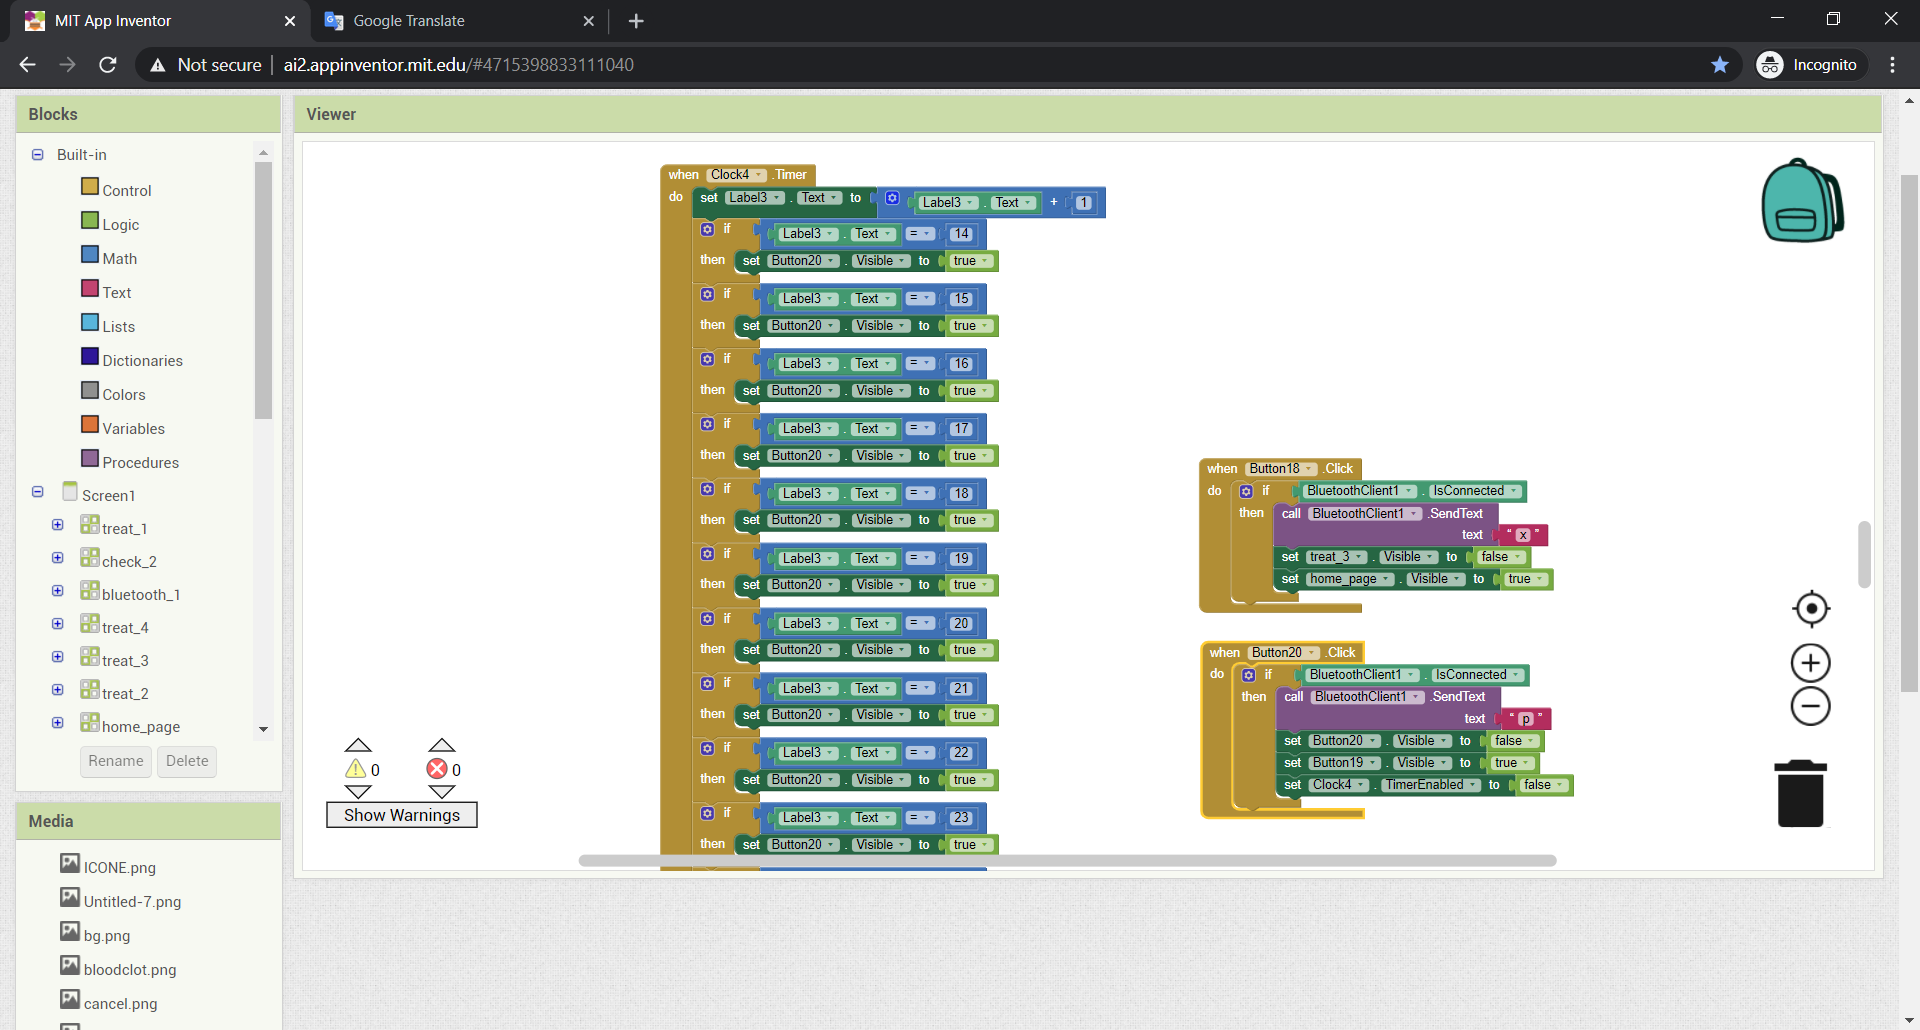 MIT App Inventor
Google Translate
Not secure
ai2.appinventor.mit.edu/#4715398833111040
Incognito
Blocks
Built-in
Control
Logic
Math
Text
Lists
Dictionaries
Colors
Variables
Procedures
Screen1
treat_1
check_2
bluetooth_1
treat_4
treat_3
treat_2
home_page
Rename Delete
Media
ICONE.png
Untitled-7.png
bg.png
bloodclot.png
cancel.png
Viewer
when Clock4 .Timer
do set Label3 . Text to Label3 . Text + 1
if Label3 . Text = 14
then set Button20 . Visible to true
if Label3 . Text = 15
then set Button20 . Visible to true
if Label3 . Text = 16
then set Button20 . Visible to true
if Label3 . Text = 17
then set Button20 . Visible to true
if Label3 . Text = 18
then set Button20 . Visible to true
if Label3 . Text = 19
then set Button20 . Visible to true
if Label3 . Text = 20
then set Button20 . Visible to true
if Label3 . Text = 21
then set Button20 . Visible to true
if Label3 . Text = 22
then set Button20 . Visible to true
if Label3 . Text = 23
then set Button20 . Visible to true
when Button18 .Click
do if BluetoothClient1 . IsConnected
then call BluetoothClient1 .SendText
text " x "
set treat_3 . Visible to false
set home_page . Visible to true
when Button20 .Click
do if BluetoothClient1 . IsConnected
then call BluetoothClient1 .SendText
text " p "
set Button20 . Visible to false
set Button19 . Visible to true
set Clock4 . TimerEnabled to false
0 0
Show Warnings